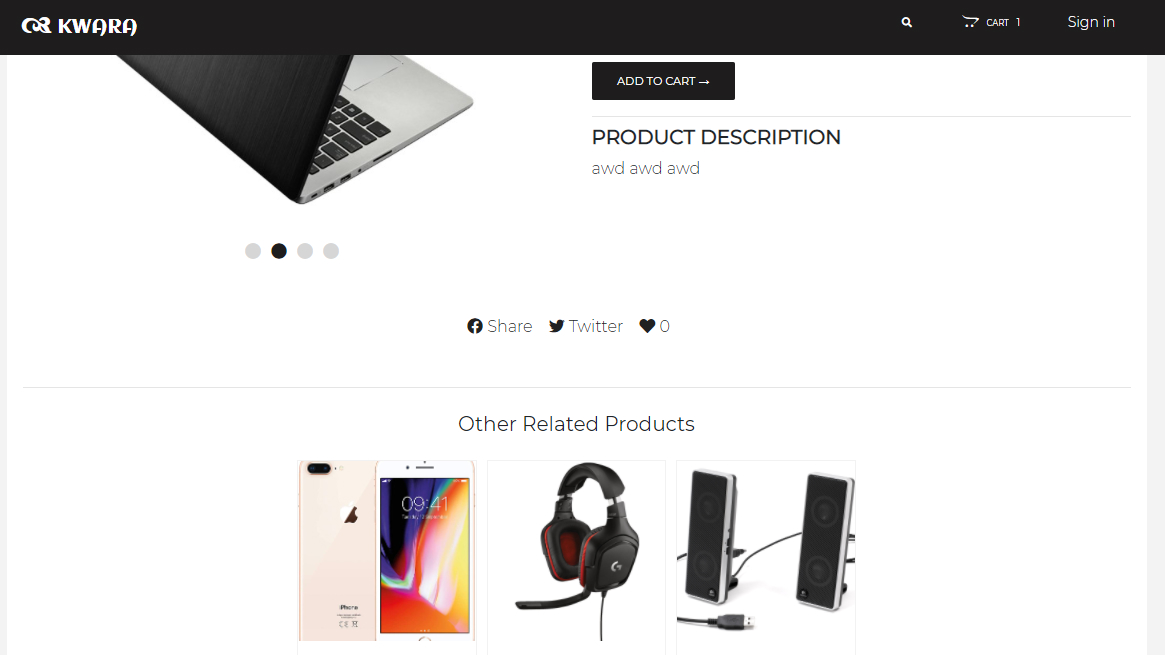 KWARA
CART 1
Sign in
ADD TO CART →
PRODUCT DESCRIPTION
awd awd awd
Share
Twitter
0
Other Related Products
09:41
iPhone